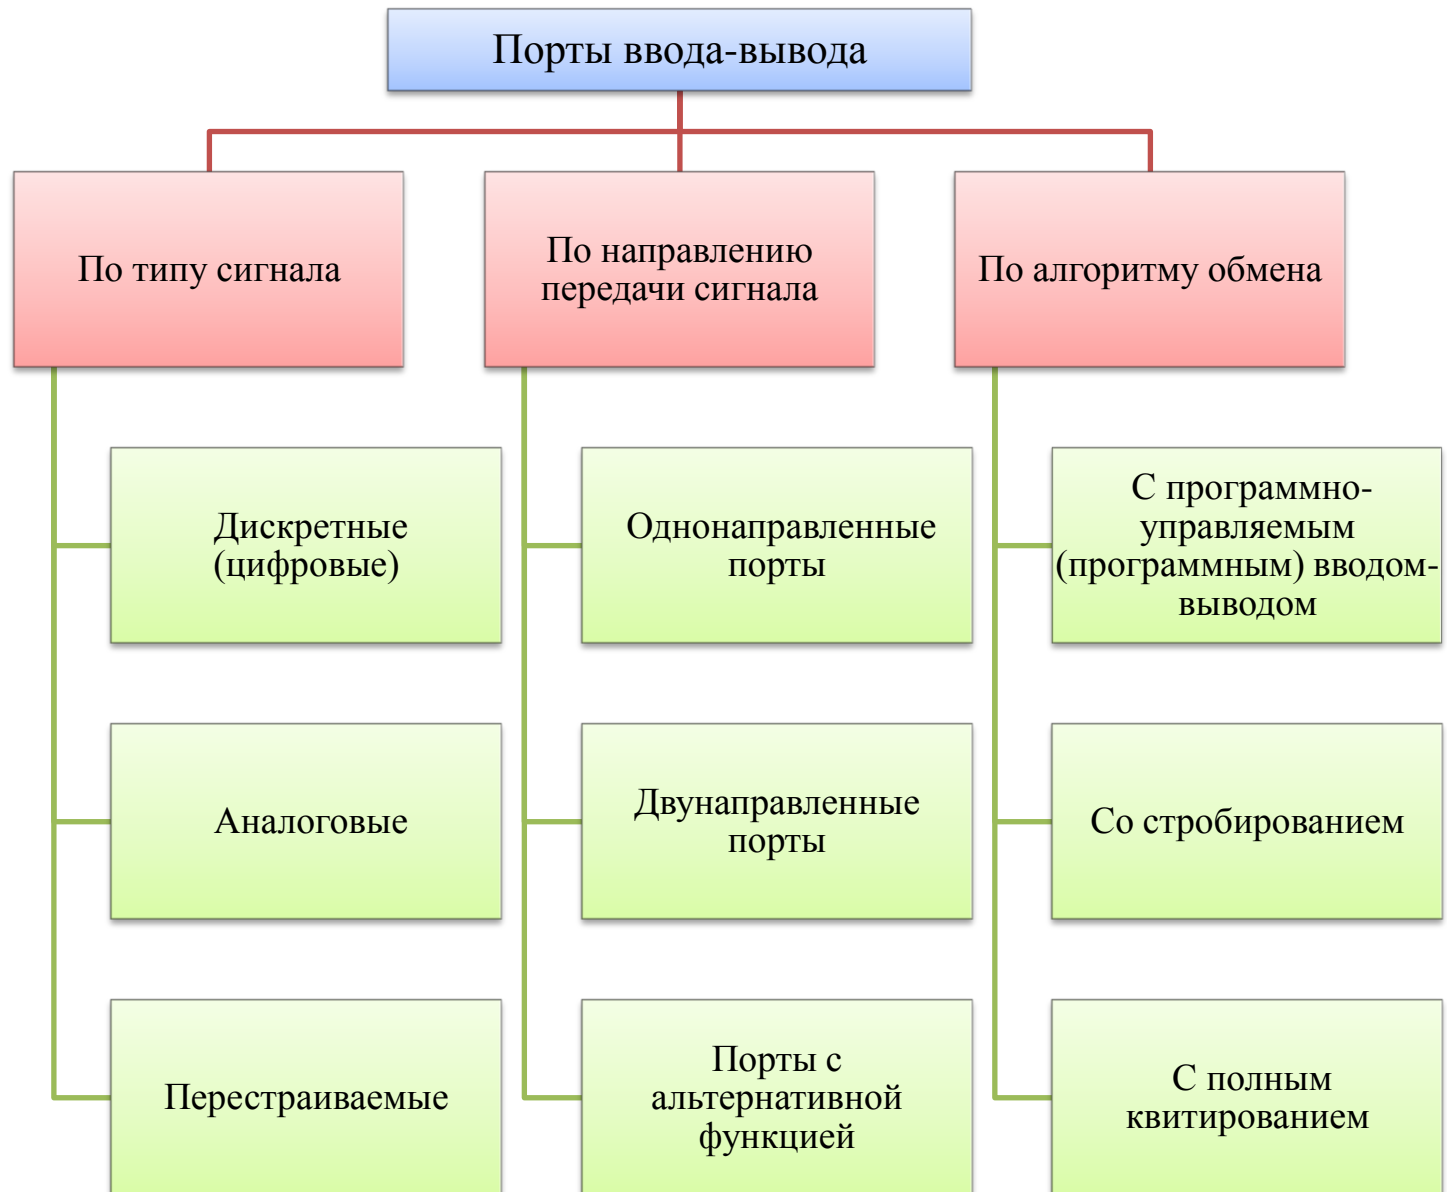 Порты ввода-вывода
По типу сигнала
По направлению
передачи сигнала
По алгоритму обмена
Дискретные
(цифровые)
Аналоговые
Перестраиваемые
Однонаправленные
порты
Двунаправленные
порты
Порты с
альтернативной
функцией
С программно-
управляемым
(программным) вводом-
выводом
Со стробированием
С полным
квитированием